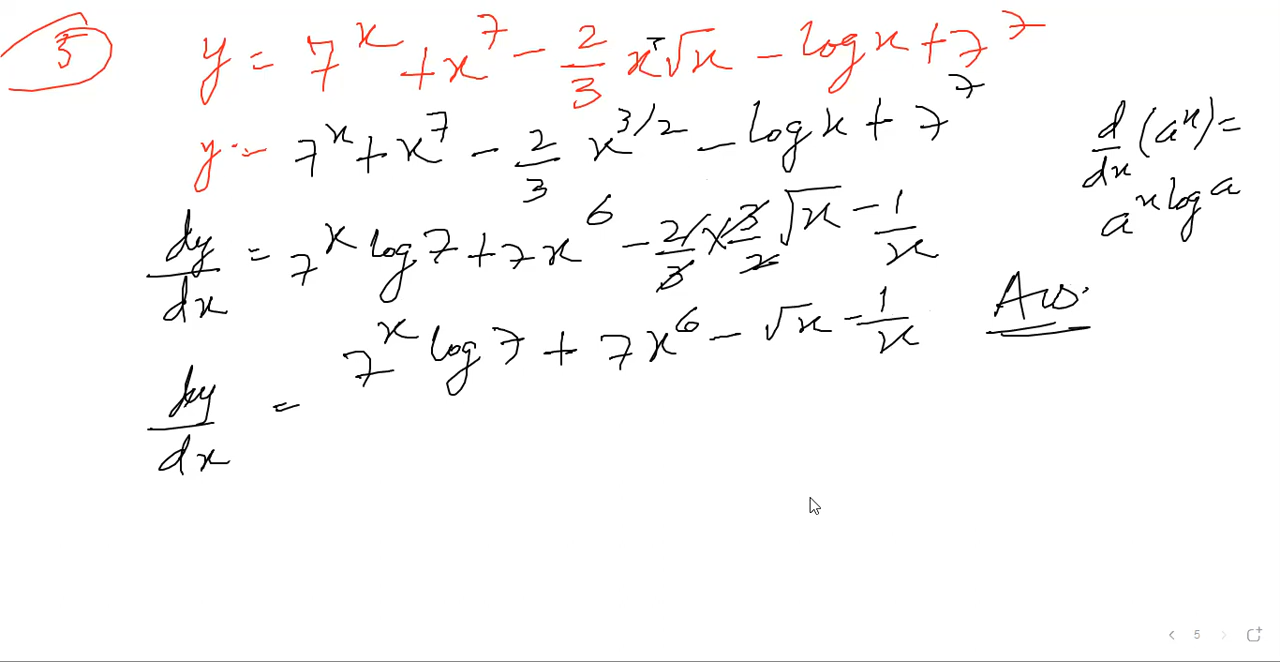 5
y = 7^x + x^7 - 2/3 x√x - log x + 7^7
y = 7^x + x^7 - 2/3 x^3/2 - log x + 7^7
d/dx (a^x) =
a^x log a
dy/dx = 7^x log 7 + 7x^6 - 2/3 × 3/2 √x - 1/x
Ans.
dy/dx = 7^x log 7 + 7x^6 - √x - 1/x
< 5 >